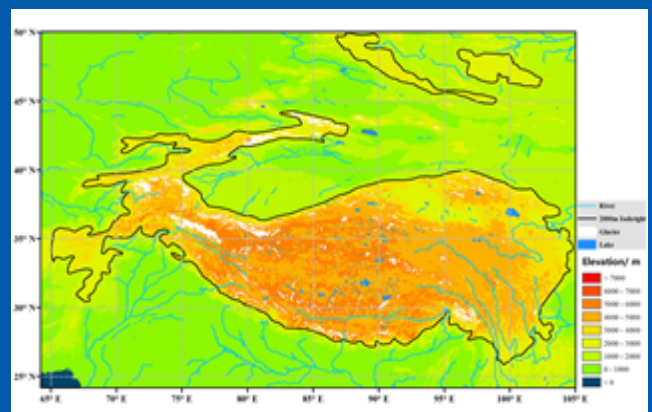 50° N
45° N
40° N
35° N
30° N
25° N
65° E
70° E
75° E
80° E
85° E
90° E
95° E
100° E
105° E
River
2000m Isoheight
Glacier
Lake
Elevation/ m
> 7000
6000 - 7000
5000 - 6000
4000 - 5000
3000 - 4000
2000 - 3000
1000 - 2000
0 - 1000
< 0